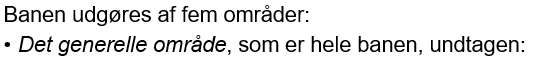 Banen udgøres af fem områder:
• Det generelle område, som er hele banen, undtagen: